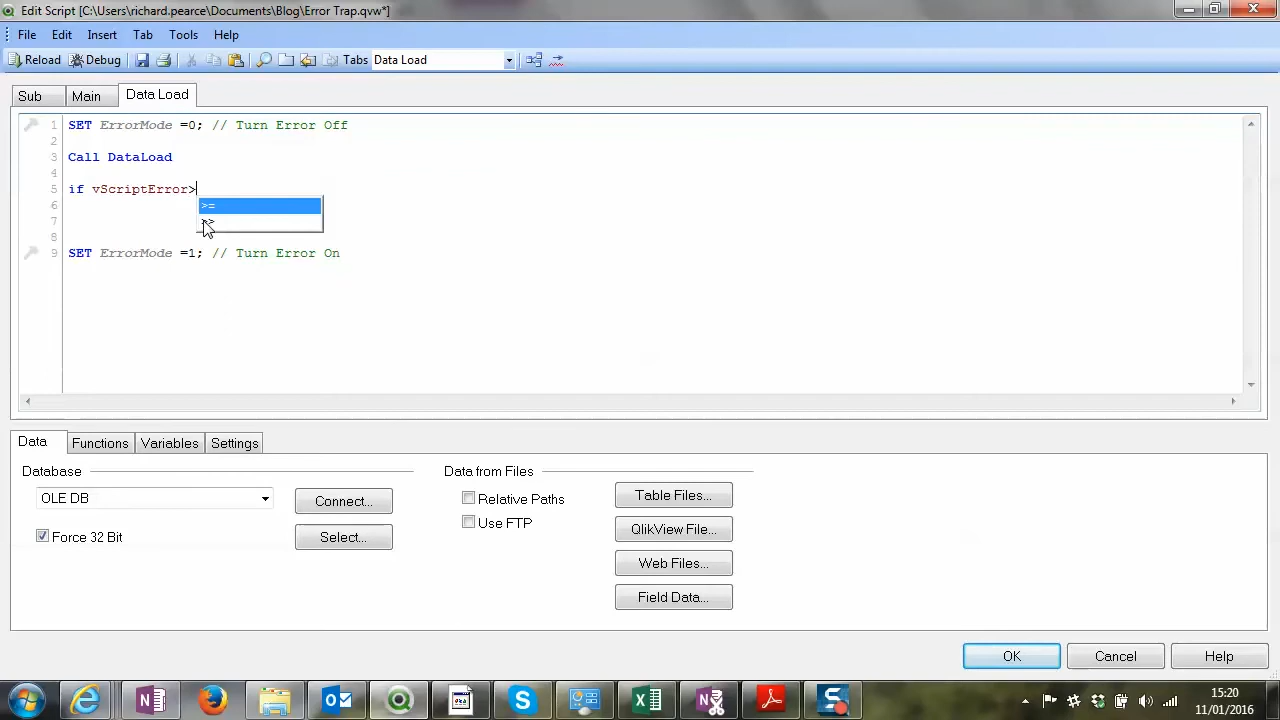 Edit Script [C:\Users\richard.pearce\Documents\Blog\Error Trap.qvw*]
File Edit Insert Tab Tools Help
Reload Debug Tabs Data Load
Sub Main Data Load
1 SET ErrorMode =0; // Turn Error Off
2
3 Call DataLoad
4
5 if vScriptError>
6 >=
7
8
9 SET ErrorMode =1; // Turn Error On
Data Functions Variables Settings
Database Data from Files
OLE DB Connect... Relative Paths Table Files...
Force 32 Bit Select... Use FTP QlikView File...
Web Files...
Field Data...
OK Cancel Help
15:20
11/01/2016